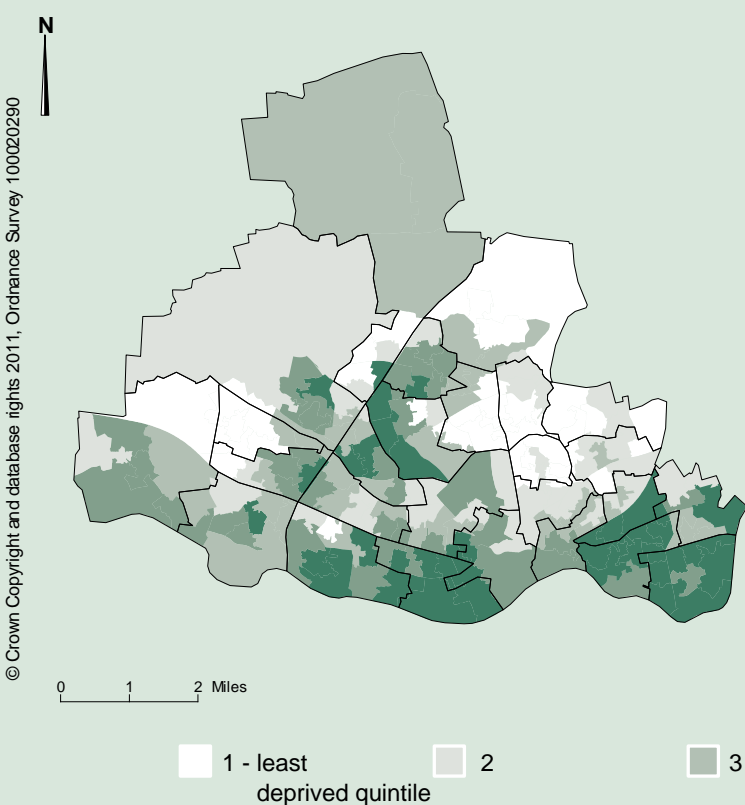 N
© Crown Copyright and database rights 2011, Ordnance Survey 100020290
0 1 2 Miles
1 - least
deprived quintile
2
3